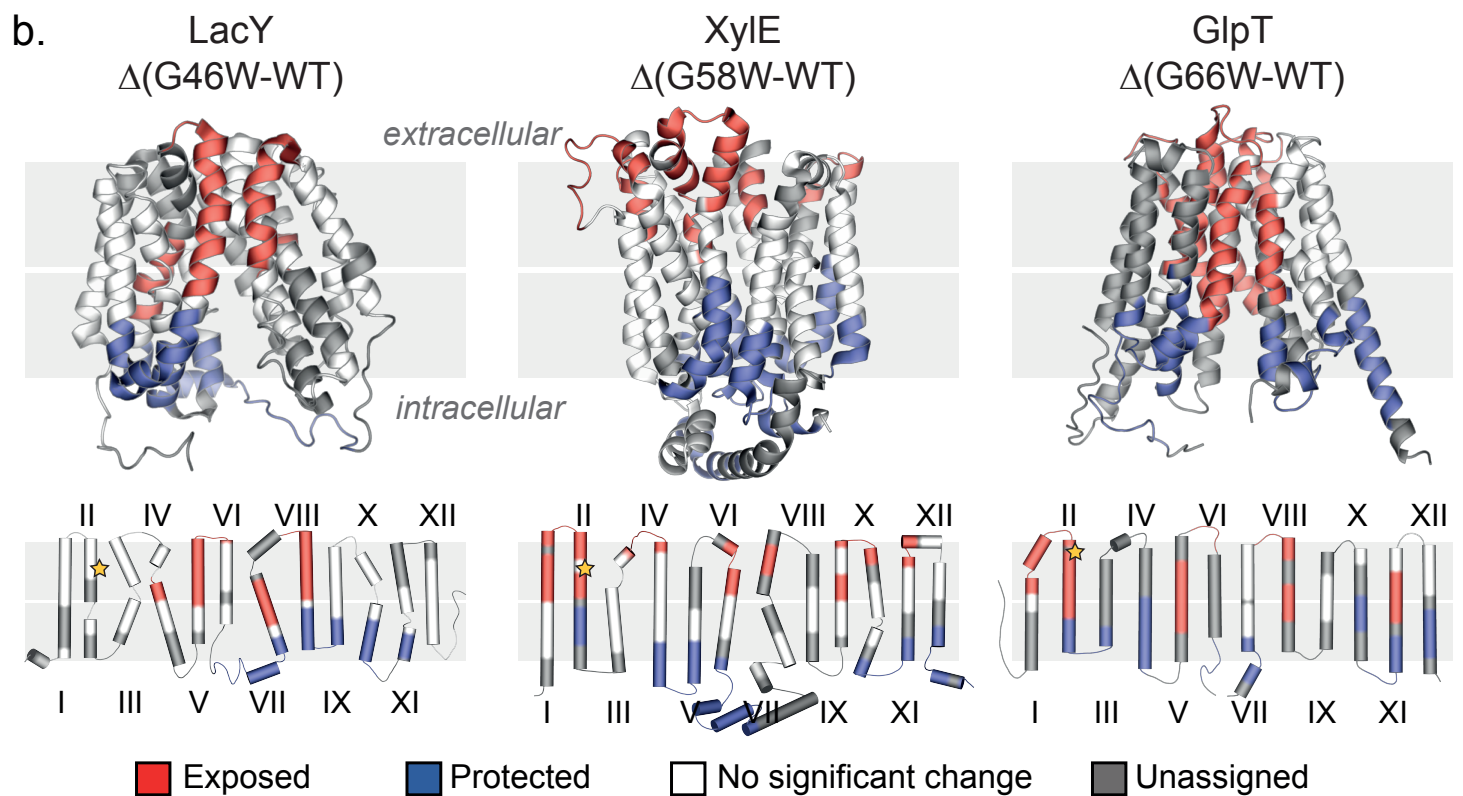 b.
LacY
Δ(G46W-WT)
XylE
Δ(G58W-WT)
GlpT
Δ(G66W-WT)
extracellular
intracellular
II IV VI VIII X XII
I III V VII IX XI
II IV VI VIII X XII
I III V VII IX XI
II IV VI VIII X XII
I III V VII IX XI
Exposed Protected No significant change Unassigned